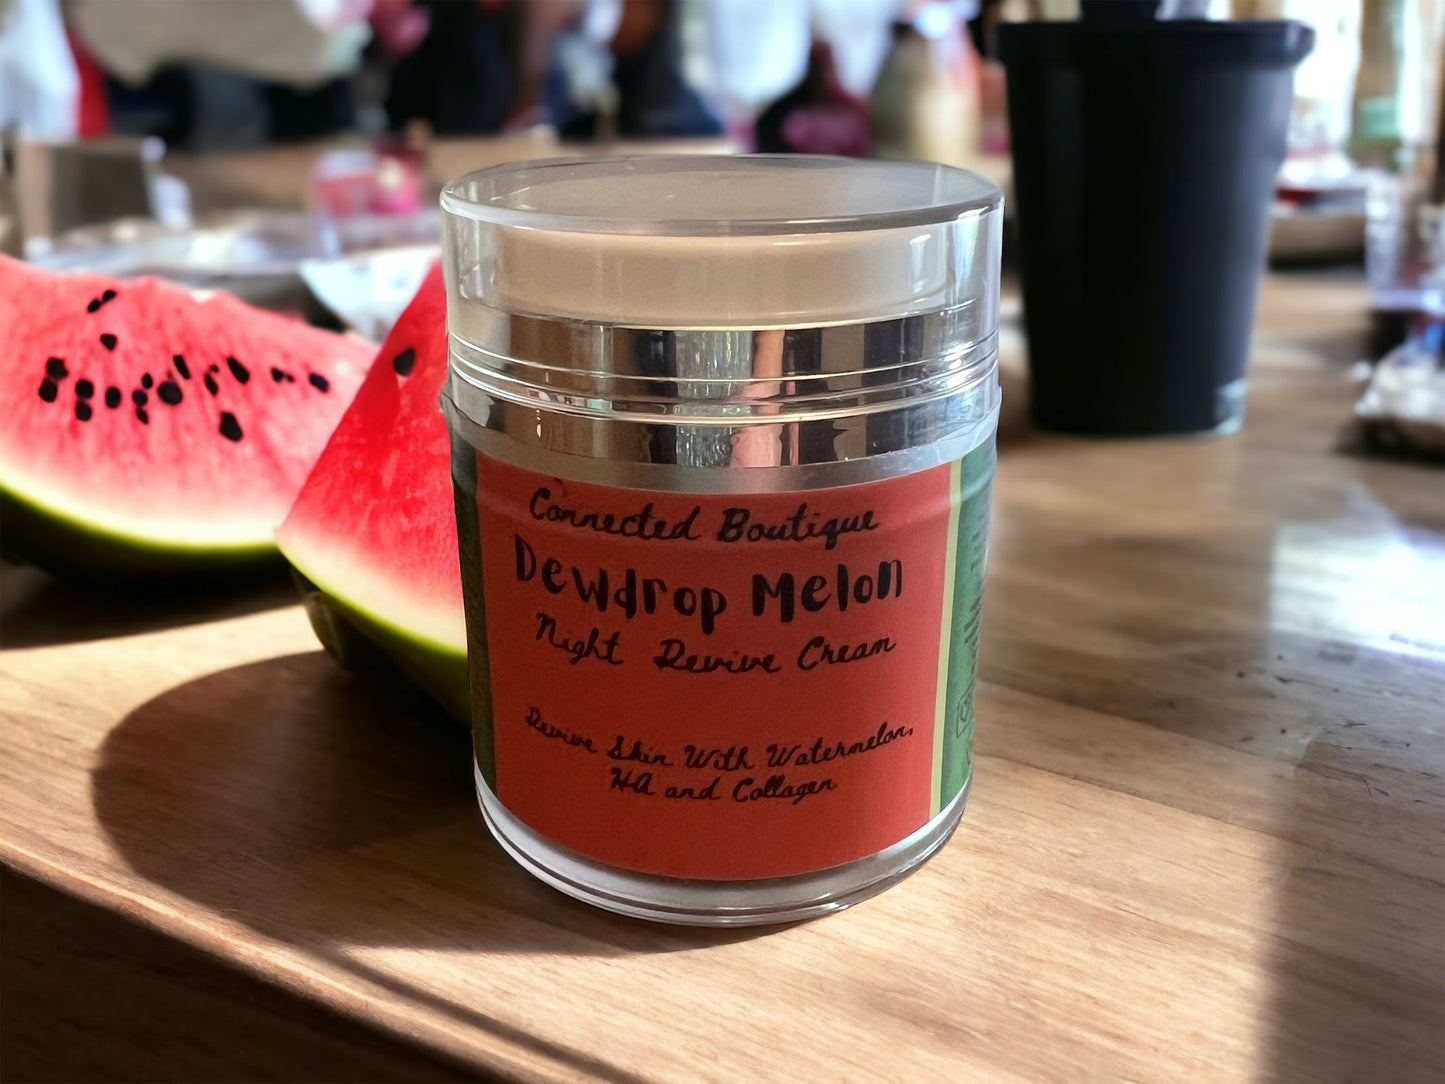 Connected Boutique
Dewdrop Melon
Night Revive Cream
Revive Skin With Watermelon,
HA and Collagen